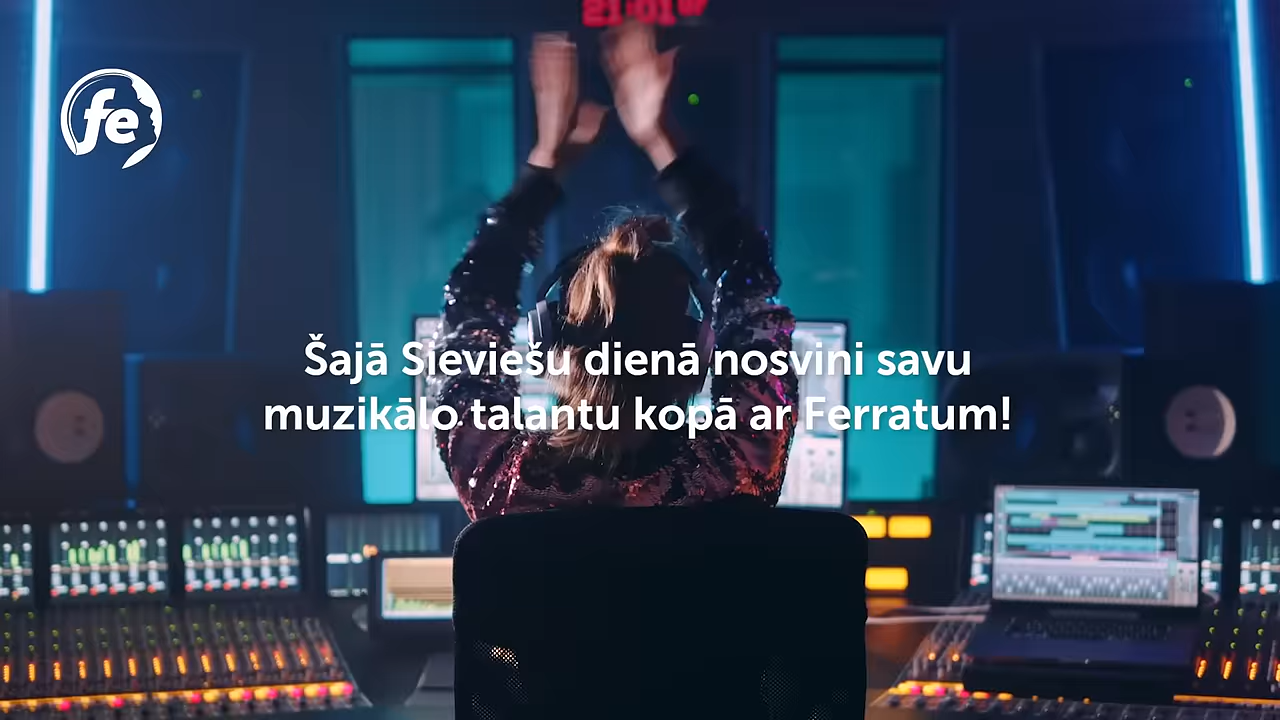 fe
Šajā Sieviešu dienā nosvini savu
muzikālo talantu kopā ar Ferratum!